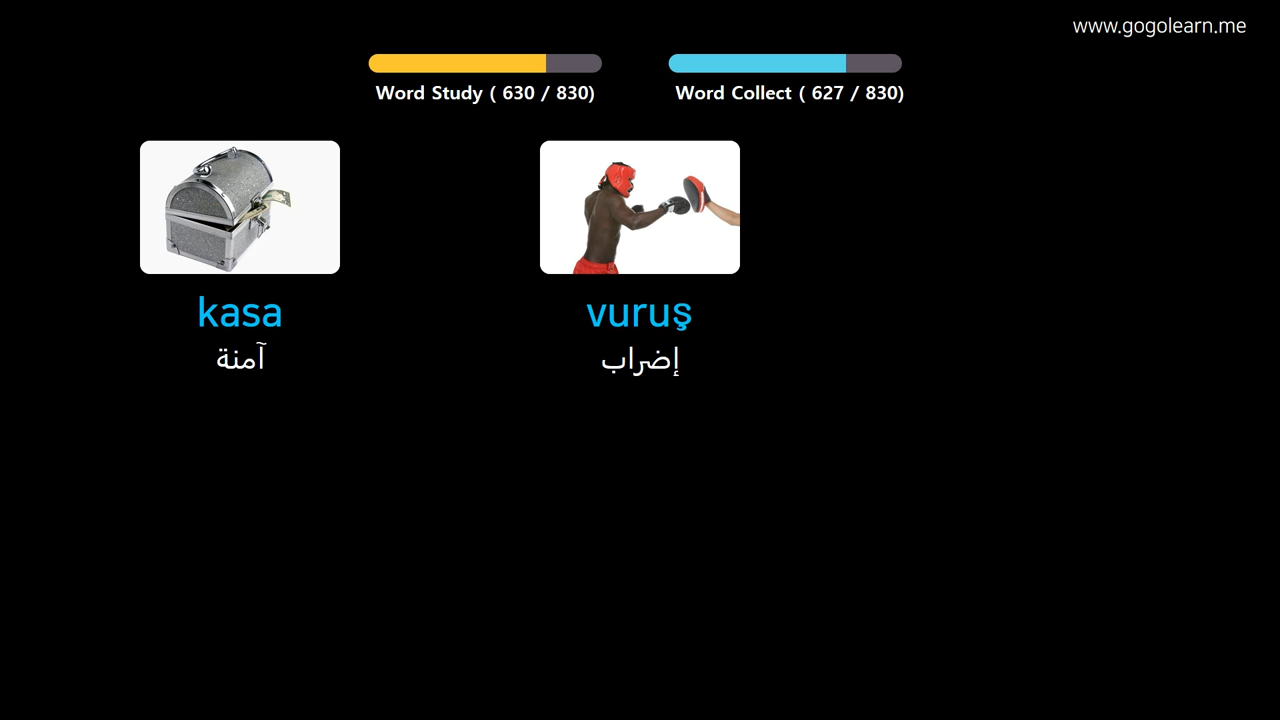 www.gogolearn.me
Word Study ( 630 / 830)
Word Collect ( 627 / 830)
kasa
آمنة
vuruş
إضراب